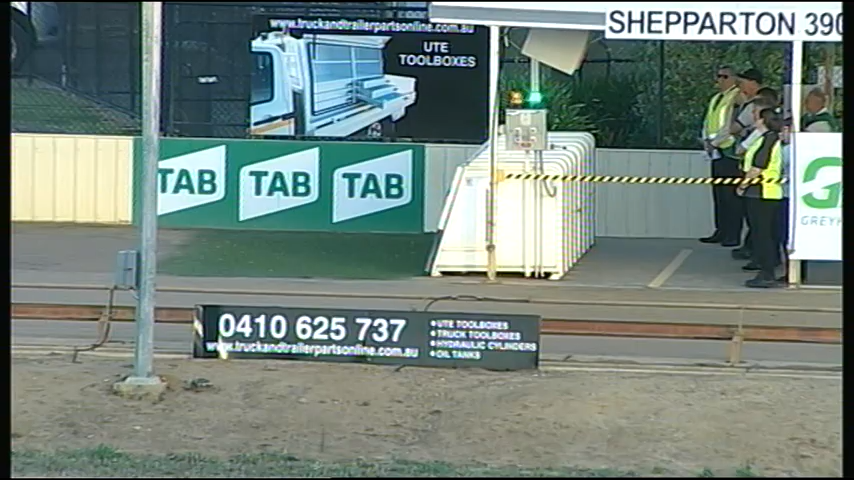 www.truckandtrailerpartsonline.com.au
UTE
TOOLBOXES
SHEPPARTON 390
TAB TAB TAB
G
GREYH
0410 625 737
www.truckandtrailerpartsonline.com.au
• UTE TOOLBOXES
• TRUCK TOOLBOXES
• HYDRAULIC CYLINDERS
• OIL TANKS